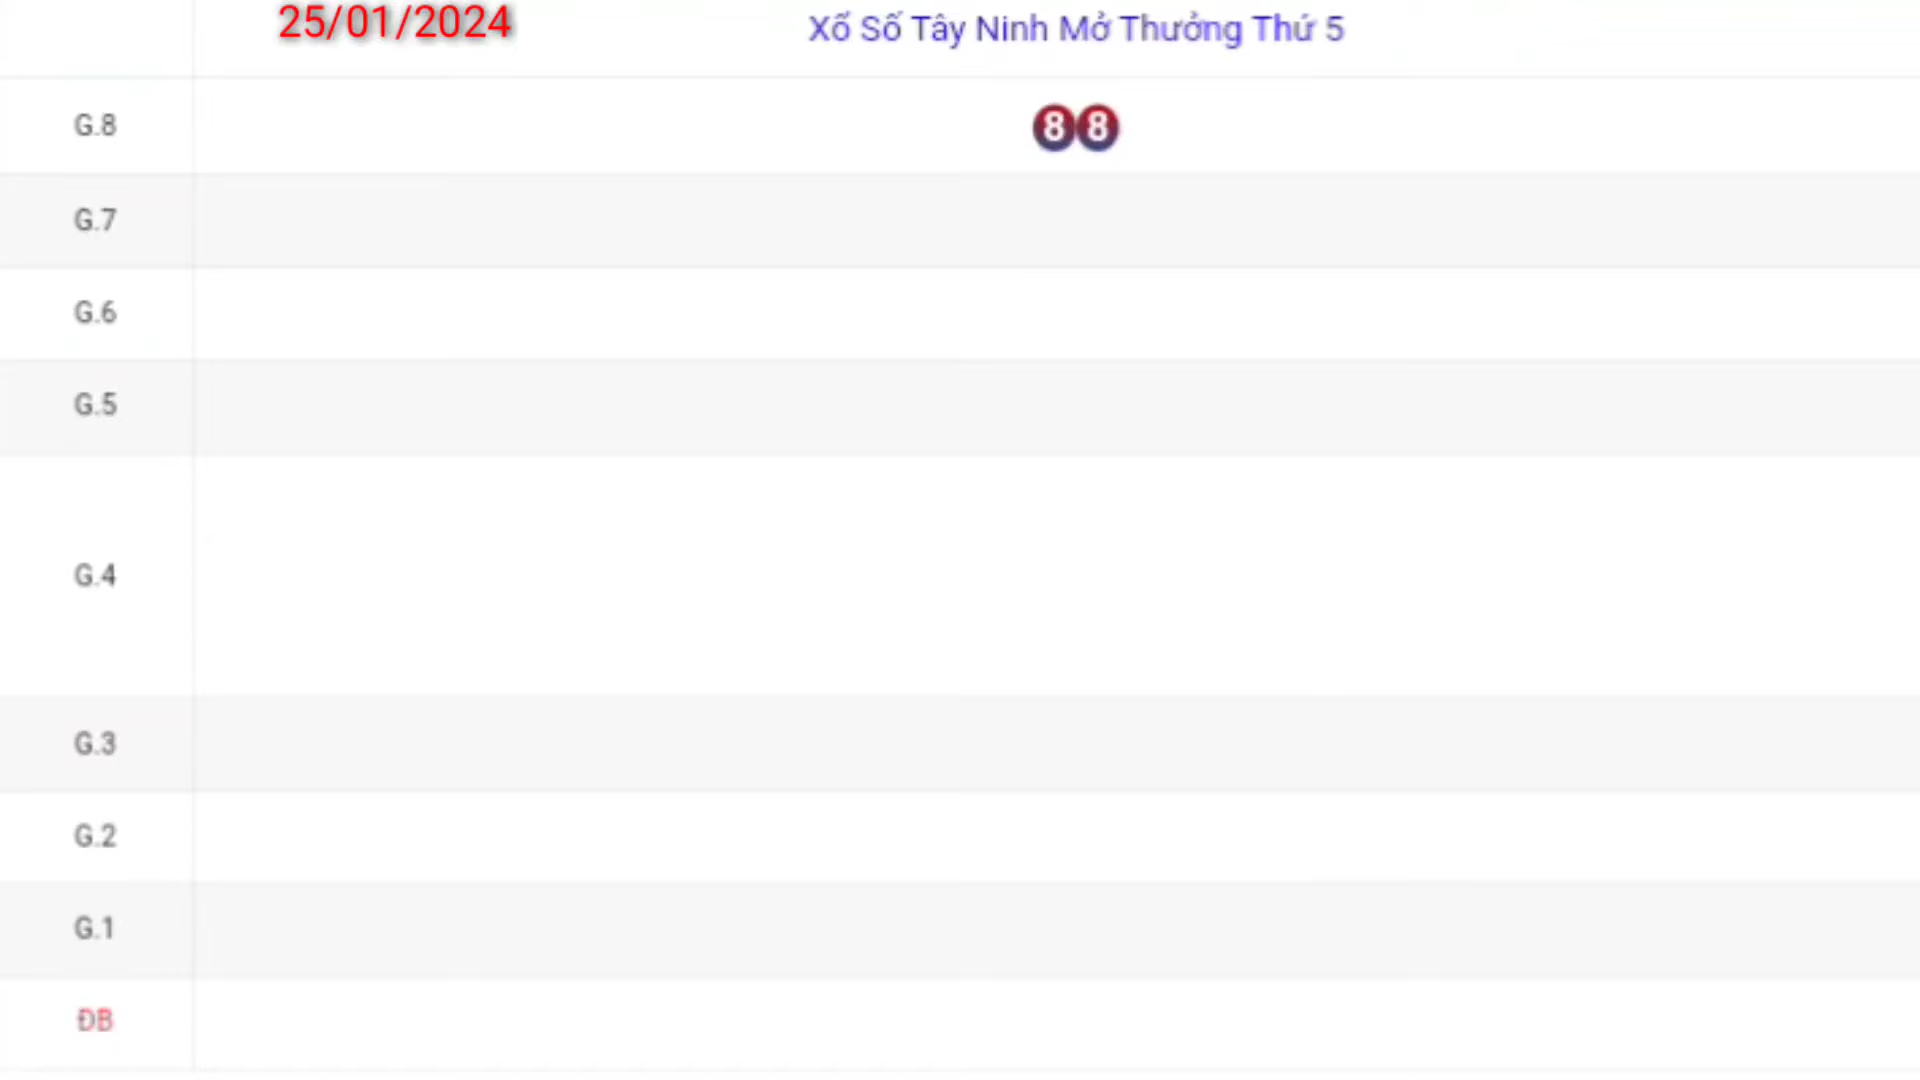 25/01/2024 Xổ Số Tây Ninh Mở Thưởng Thứ 5
G.8 88
G.7
G.6
G.5
G.4
G.3
G.2
G.1
ĐB